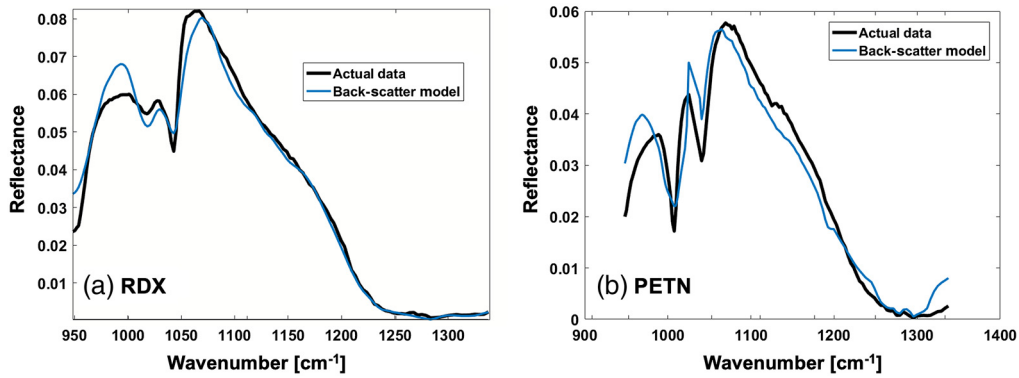 0.08
0.07
0.06
0.05
0.04
0.03
0.02
0.01
Reflectance
Actual data
Back-scatter model
(a) RDX
950 1000 1050 1100 1150 1200 1250 1300
Wavenumber [cm-1]
0.06
0.05
0.04
0.03
0.02
0.01
0
Reflectance
Actual data
Back-scatter model
(b) PETN
900 1000 1100 1200 1300 1400
Wavenumber [cm-1]